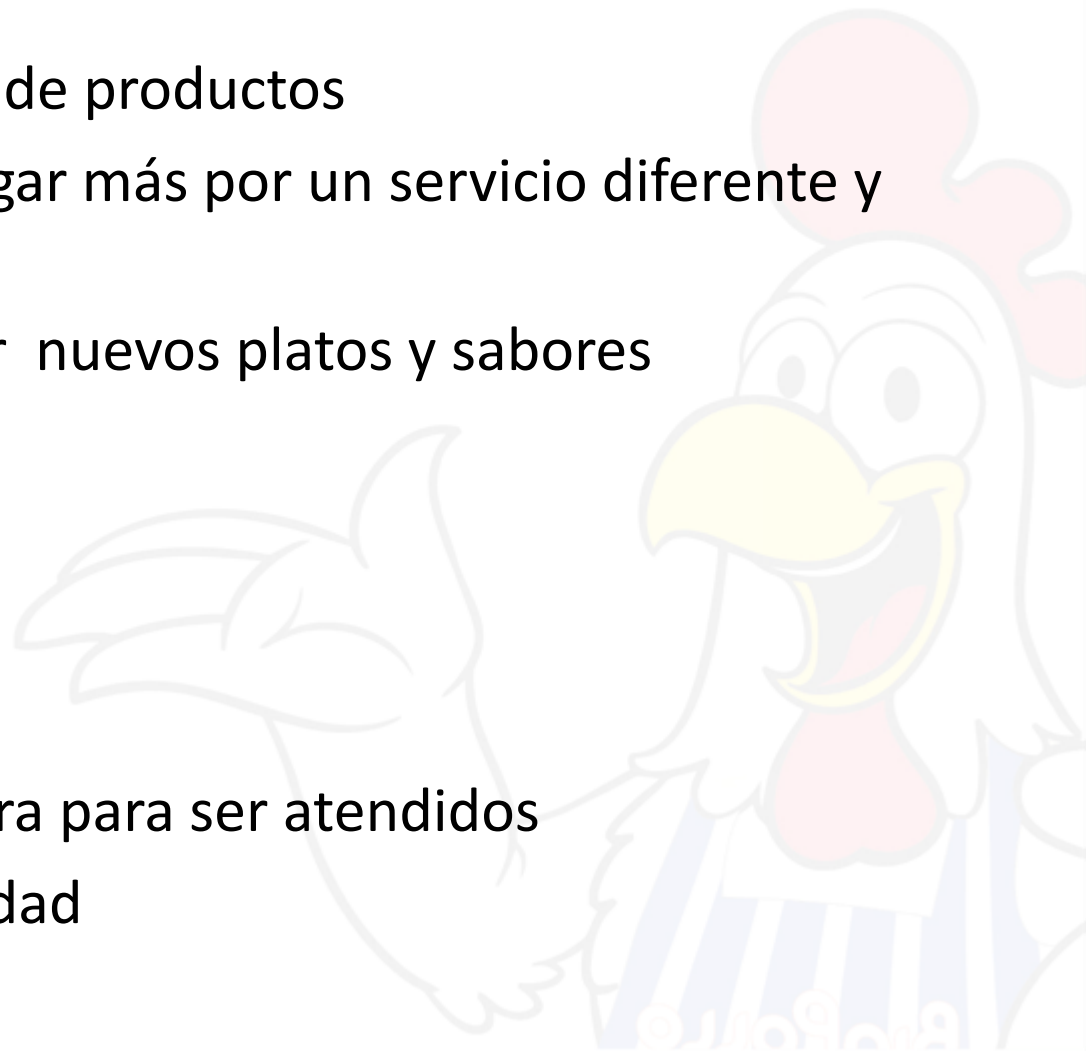 de productos
gar más por un servicio diferente y
r nuevos platos y sabores
ra para ser atendidos
dad